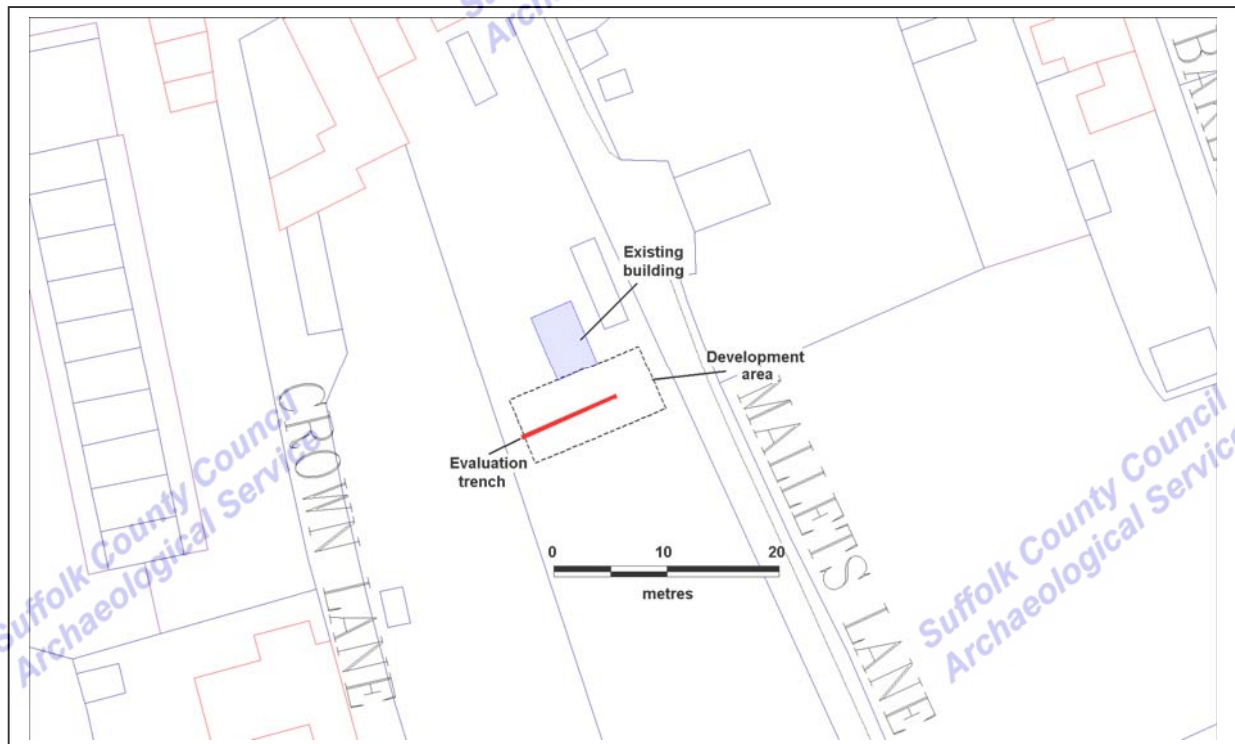 Suffolk County Council
Archaeological Service
Existing
building
Development
area
Evaluation
trench
CROWN LANE
MALLETS LANE
0 10 20
metres
Suffolk County Council
Archaeological Service
Suffolk County Council
Archaeological Service